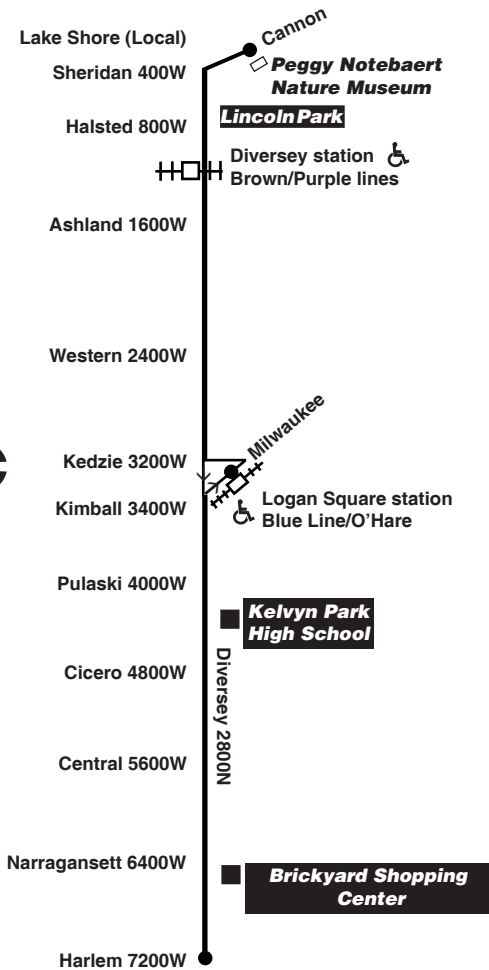 Lake Shore (Local)
Cannon
Sheridan 400W
Peggy Notebaert
Nature Museum
Lincoln Park
Halsted 800W
Diversey station
Brown/Purple lines
Ashland 1600W
Western 2400W
Milwaukee
Kedzie 3200W
Logan Square station
Blue Line/O’Hare
Kimball 3400W
Pulaski 4000W
Kelvyn Park
High School
Diversey 2800N
Cicero 4800W
Central 5600W
Narragansett 6400W
Brickyard Shopping
Center
Harlem 7200W